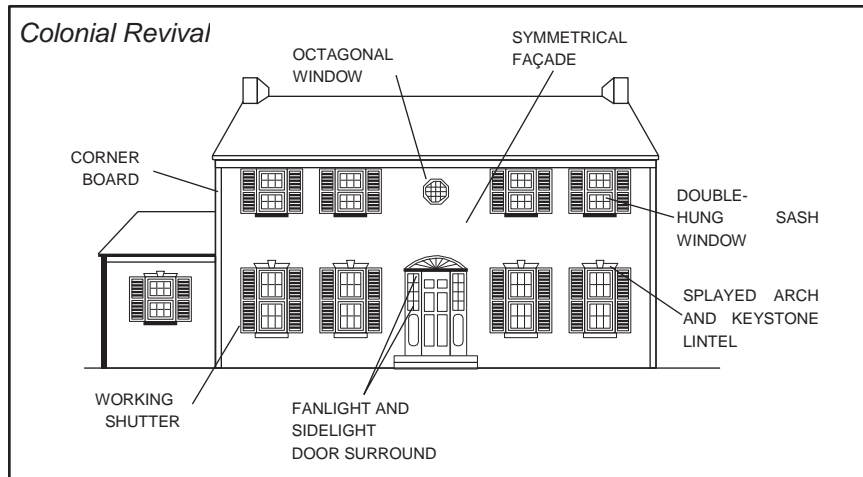 Colonial Revival
OCTAGONAL
WINDOW
SYMMETRICAL
FAÇADE
CORNER
BOARD
DOUBLE-
HUNG SASH
WINDOW
SPLAYED ARCH
AND KEYSTONE
LINTEL
WORKING
SHUTTER
FANLIGHT AND
SIDELIGHT
DOOR SURROUND